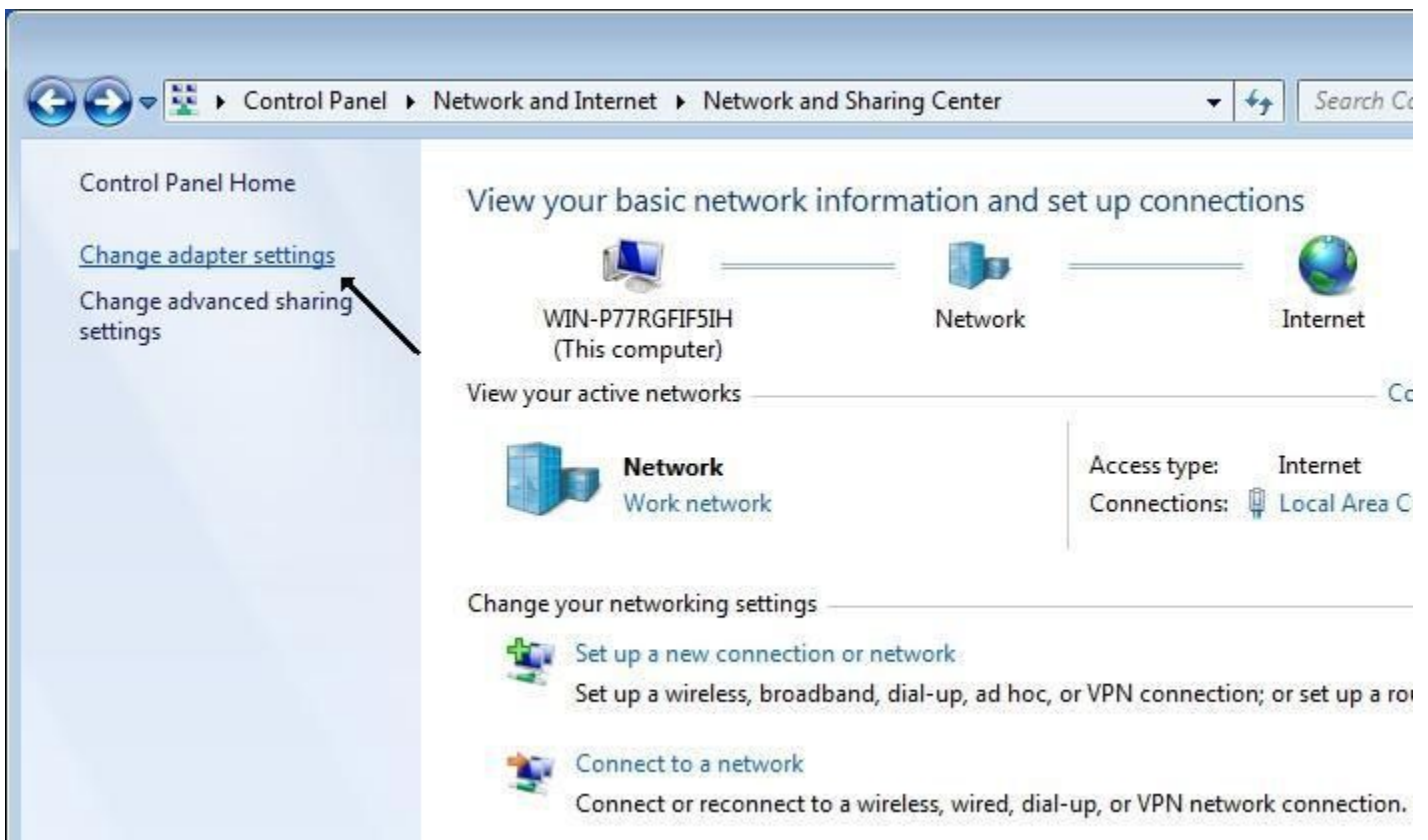 Control Panel
Network and Internet
Network and Sharing Center
Search
Control Panel Home
Change adapter settings
Change advanced sharing
settings
View your basic network information and set up connections
WIN-P77RGFIF5IH
(This computer)
Network
Internet
View your active networks
Network
Work network
Access type: Internet
Connections: Local Area
Change your networking settings
Set up a new connection or network
Set up a wireless, broadband, dial-up, ad hoc, or VPN connection; or set up a
Connect to a network
Connect or reconnect to a wireless, wired, dial-up, or VPN network connection.